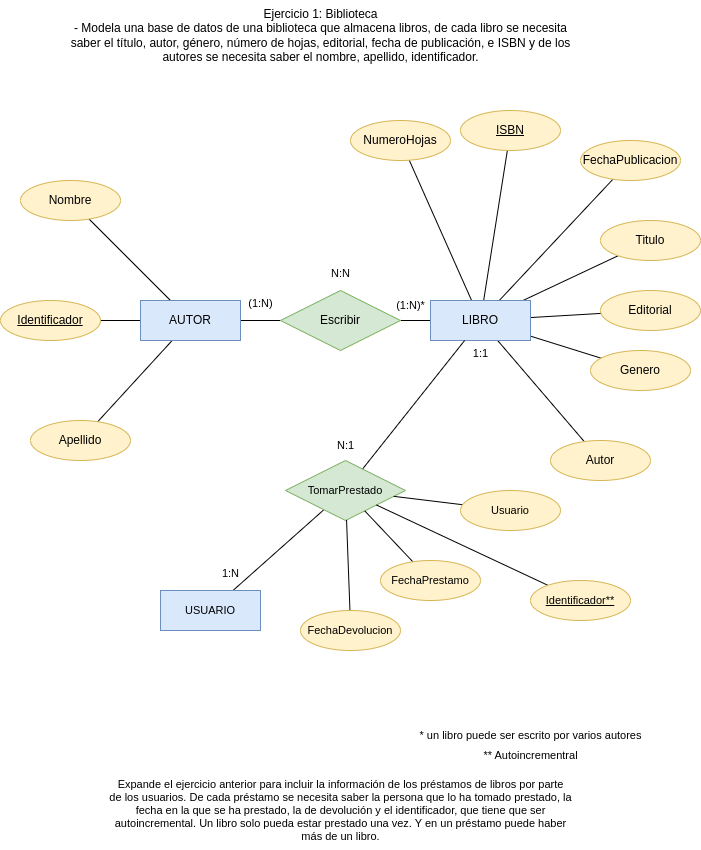 Ejercicio 1: Biblioteca
- Modela una base de datos de una biblioteca que almacena libros, de cada libro se necesita
saber el título, autor, género, número de hojas, editorial, fecha de publicación, e ISBN y de los
autores se necesita saber el nombre, apellido, identificador.
ISBN
NumeroHojas
FechaPublicacion
Nombre
Titulo
N:N
(1:N)
(1:N)*
Editorial
Identificador
AUTOR
Escribir
LIBRO
1:1
Genero
Apellido
N:1
Autor
TomarPrestado
Usuario
1:N
FechaPrestamo
Identificador**
USUARIO
FechaDevolucion
* un libro puede ser escrito por varios autores
** Autoincrementral
Expande el ejercicio anterior para incluir la información de los préstamos de libros por parte
de los usuarios. De cada préstamo se necesita saber la persona que lo ha tomado prestado, la
fecha en la que se ha prestado, la de devolución y el identificador, que tiene que ser
autoincremental. Un libro solo pueda estar prestado una vez. Y en un préstamo puede haber
más de un libro.